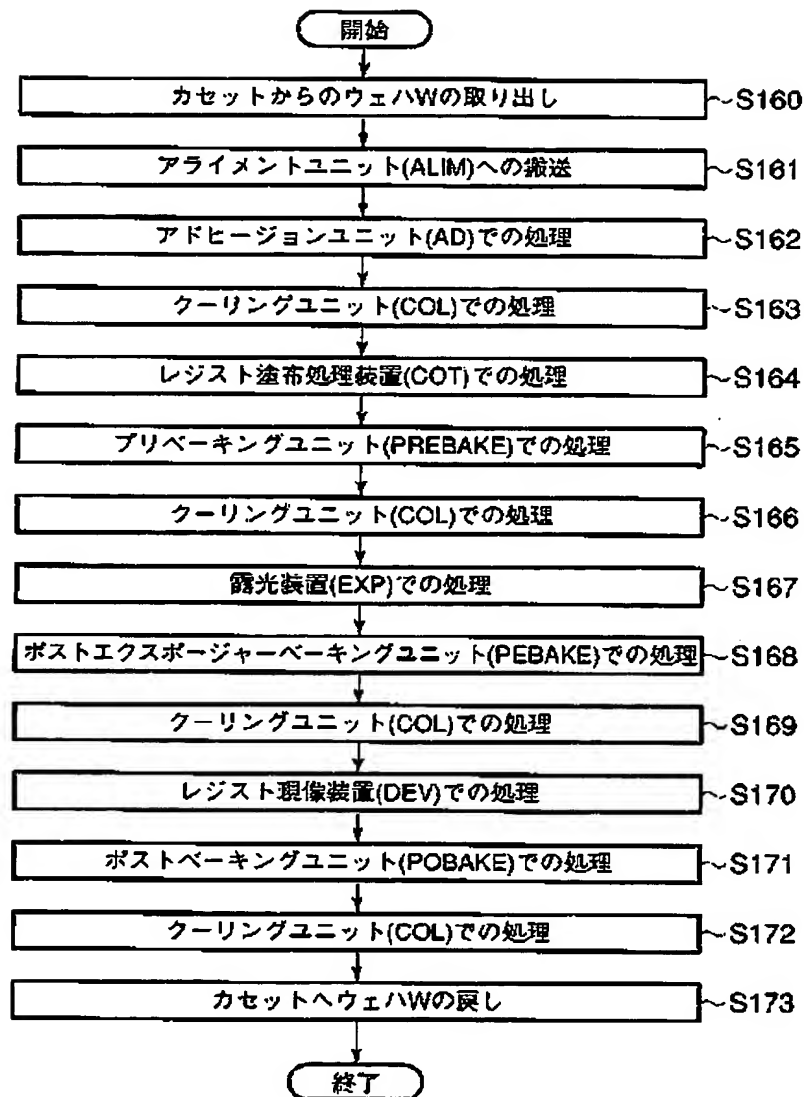 開始
カセットからのウェハWの取り出し ~S160
アライメントユニット(ALIM)への搬送 ~S161
アドヒージョンユニット(AD)での処理 ~S162
クーリングユニット(COL)での処理 ~S163
レジスト塗布処理装置(COT)での処理 ~S164
プリベーキングユニット(PREBAKE)での処理 ~S165
クーリングユニット(COL)での処理 ~S166
露光装置(EXP)での処理 ~S167
ポストエクスポージャーベーキングユニット(PEBAKE)での処理 ~S168
クーリングユニット(COL)での処理 ~S169
レジスト現像装置(DEV)での処理 ~S170
ポストベーキングユニット(POBAKE)での処理 ~S171
クーリングユニット(COL)での処理 ~S172
カセットへウェハWの戻し ~S173
終了